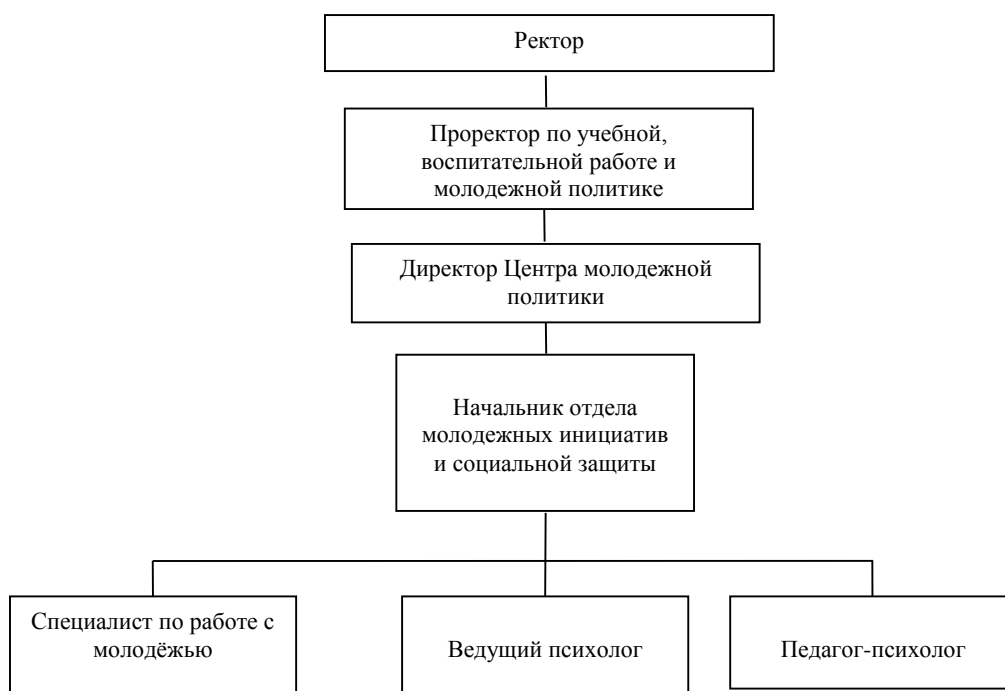 Ректор
Проректор по учебной,
воспитательной работе и
молодежной политике
Директор Центра молодежной
политики
Начальник отдела
молодежных инициатив
и социальной защиты
Специалист по работе с
молодёжью
Ведущий психолог
Педагог-психолог